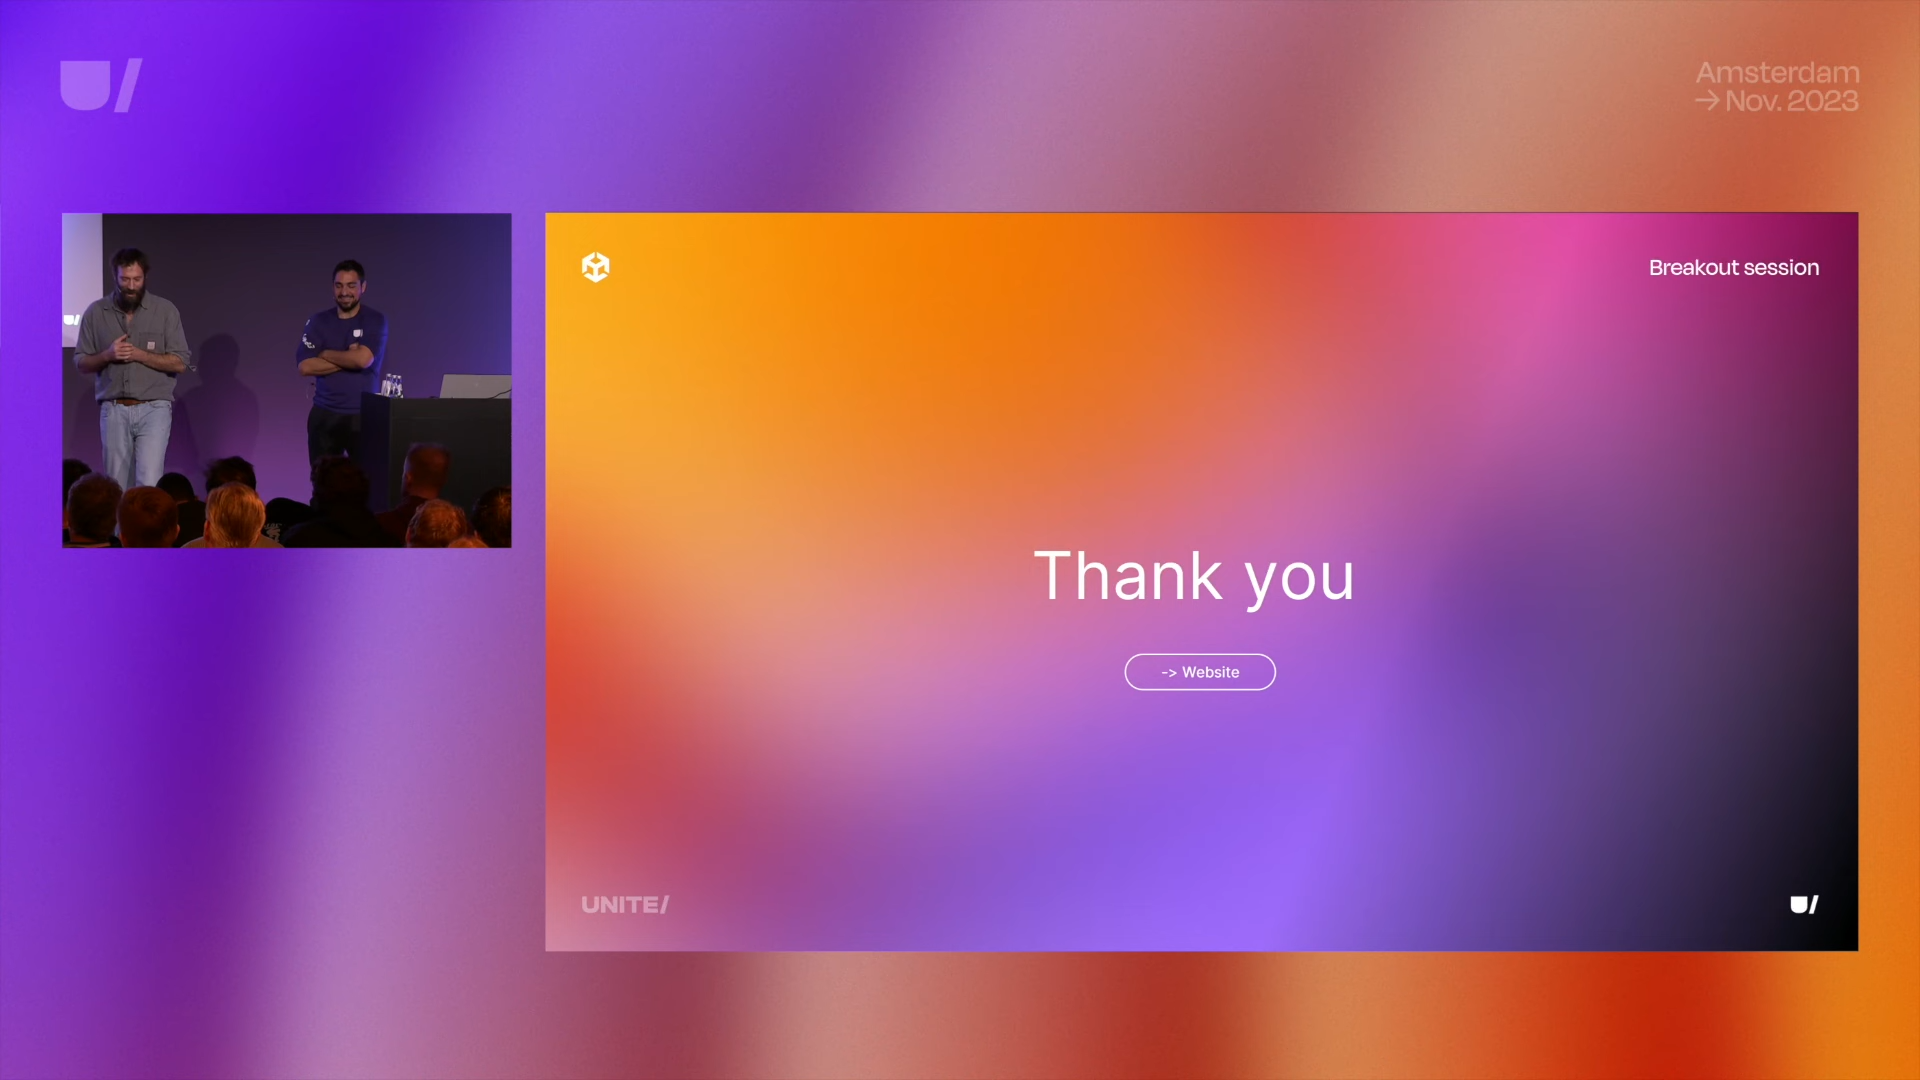 U/
Amsterdam
→ Nov. 2023
Breakout session
Thank you
-> Website
UNITE/
U/